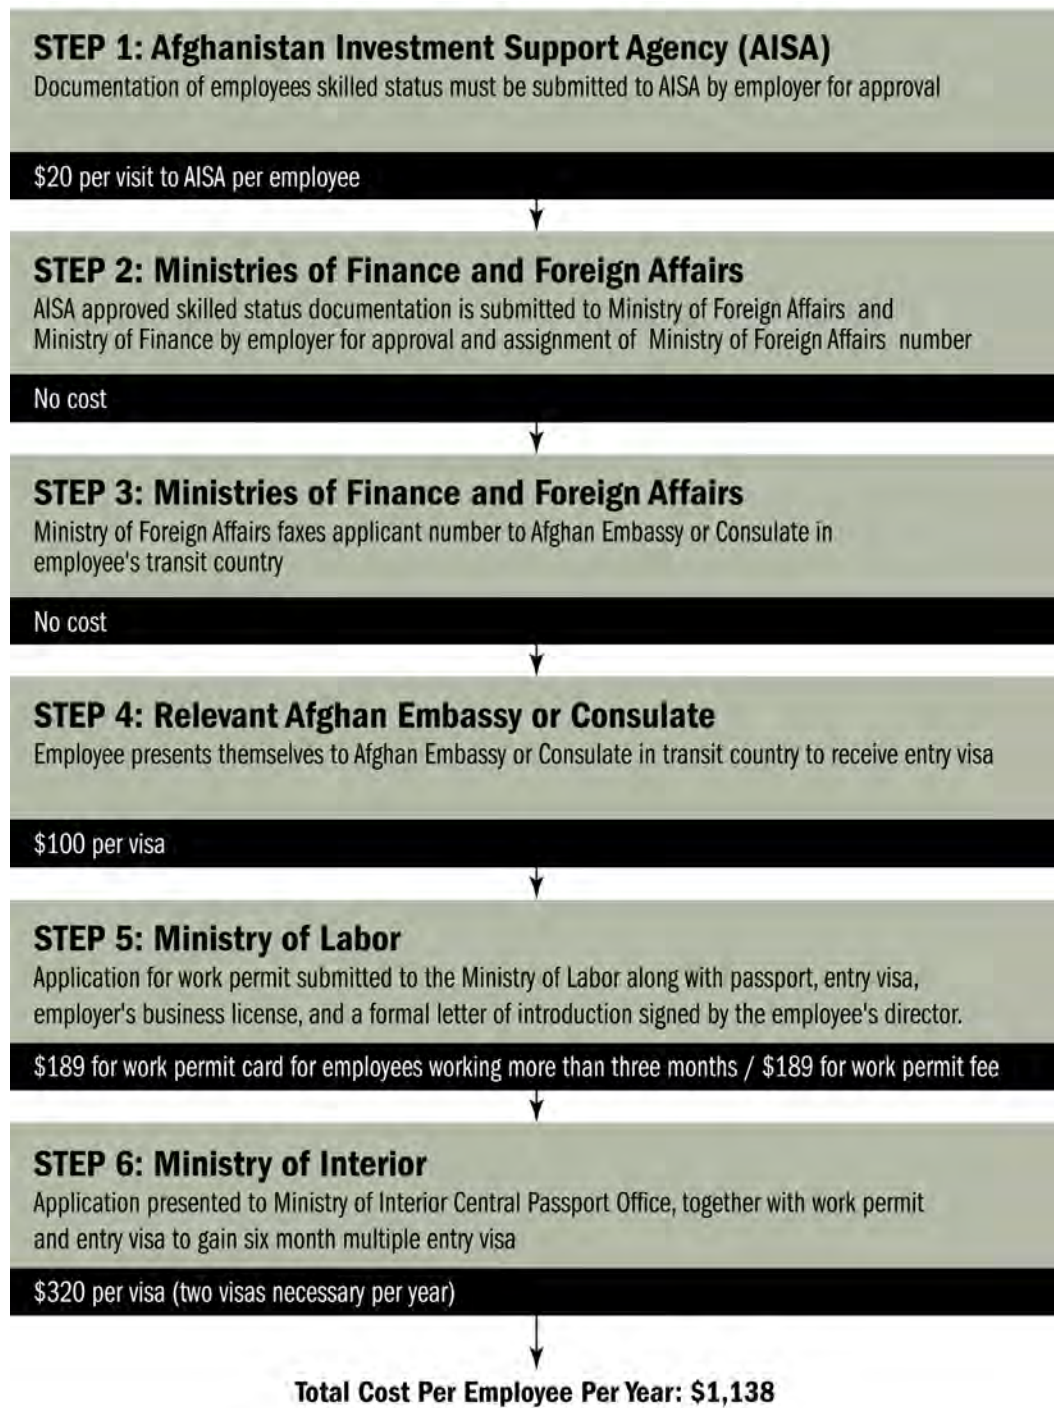 STEP 1: Afghanistan Investment Support Agency (AISA)
Documentation of employees skilled status must be submitted to AISA by employer for approval
$20 per visit to AISA per employee
STEP 2: Ministries of Finance and Foreign Affairs
AISA approved skilled status documentation is submitted to Ministry of Foreign Affairs and
Ministry of Finance by employer for approval and assignment of Ministry of Foreign Affairs number
No cost
STEP 3: Ministries of Finance and Foreign Affairs
Ministry of Foreign Affairs faxes applicant number to Afghan Embassy or Consulate in
employee's transit country
No cost
STEP 4: Relevant Afghan Embassy or Consulate
Employee presents themselves to Afghan Embassy or Consulate in transit country to receive entry visa
$100 per visa
STEP 5: Ministry of Labor
Application for work permit submitted to the Ministry of Labor along with passport, entry visa,
employer's business license, and a formal letter of introduction signed by the employee's director.
$189 for work permit card for employees working more than three months / $189 for work permit fee
STEP 6: Ministry of Interior
Application presented to Ministry of Interior Central Passport Office, together with work permit
and entry visa to gain six month multiple entry visa
$320 per visa (two visas necessary per year)
Total Cost Per Employee Per Year: $1,138